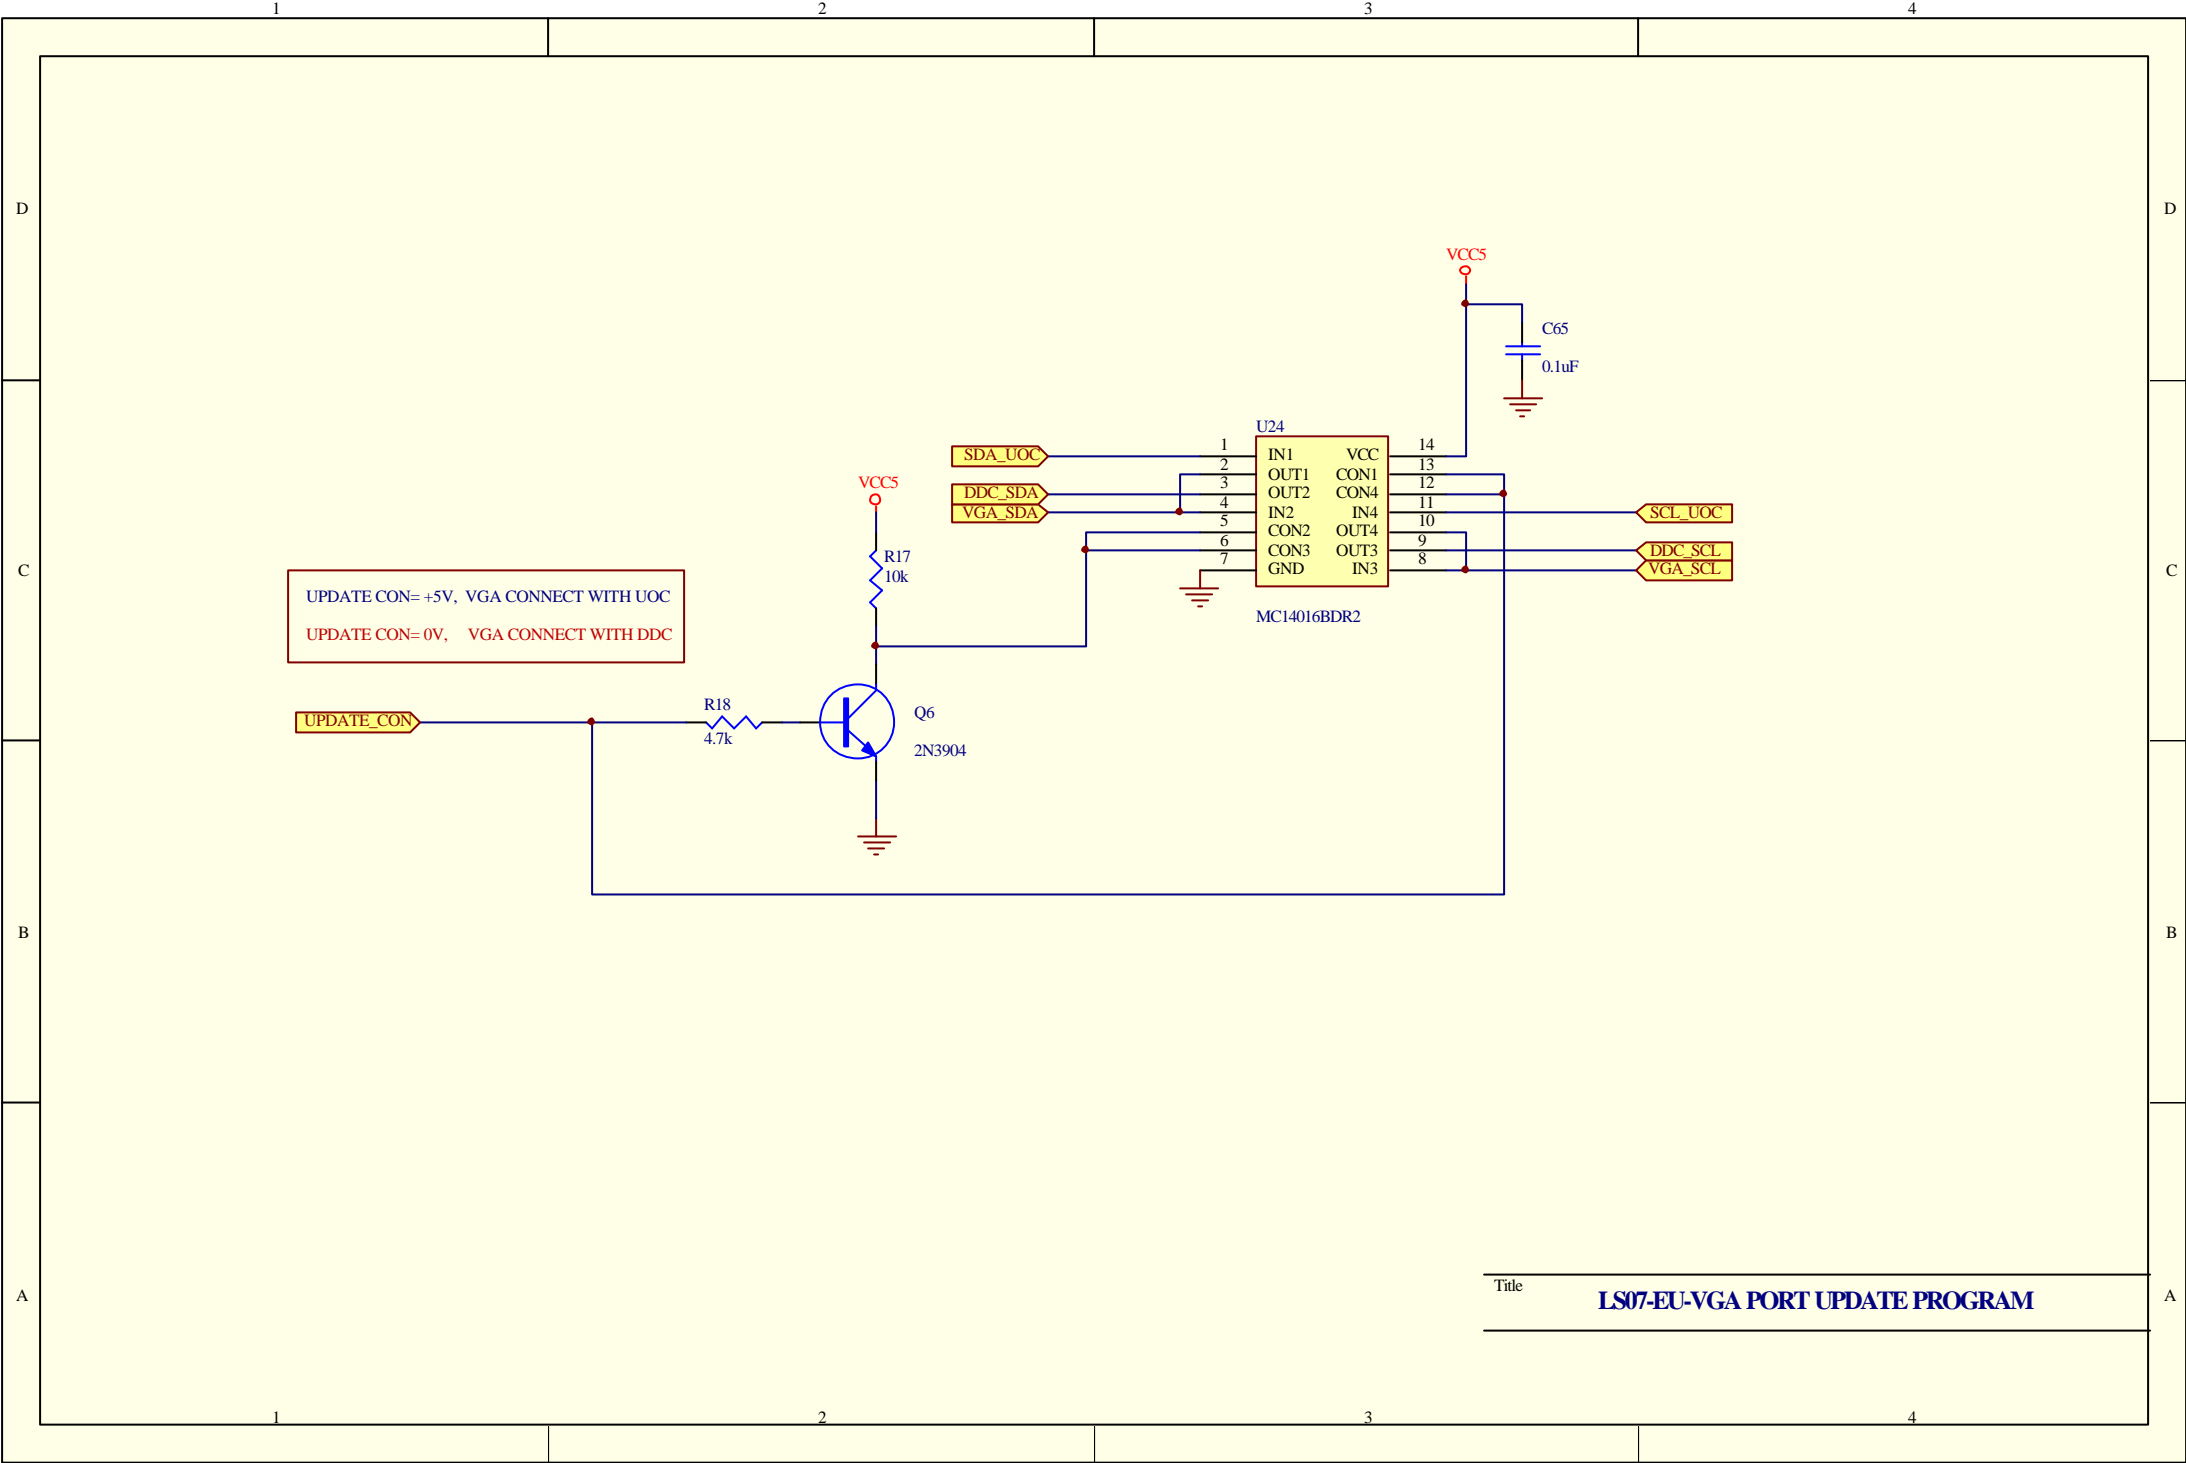 1 2 3 4
D D
VCC5
C65
0.1uF
U24
SDA_UOC 1 IN1 VCC 14
2 OUT1 CON1 13
DDC_SDA 3 OUT2 CON4 12
VGA_SDA 4 IN2 IN4 11 SCL_UOC
5 CON2 OUT4 10
6 CON3 OUT3 9 DDC_SCL
7 GND IN3 8 VGA_SCL
MC14016BDR2
VCC5
R17
10k
C C
UPDATE CON= +5V, VGA CONNECT WITH UOC
UPDATE CON= 0V, VGA CONNECT WITH DDC
UPDATE_CON
R18
4.7k
Q6
2N3904
B B
A A
Title
LS07-EU-VGA PORT UPDATE PROGRAM
1 2 3 4